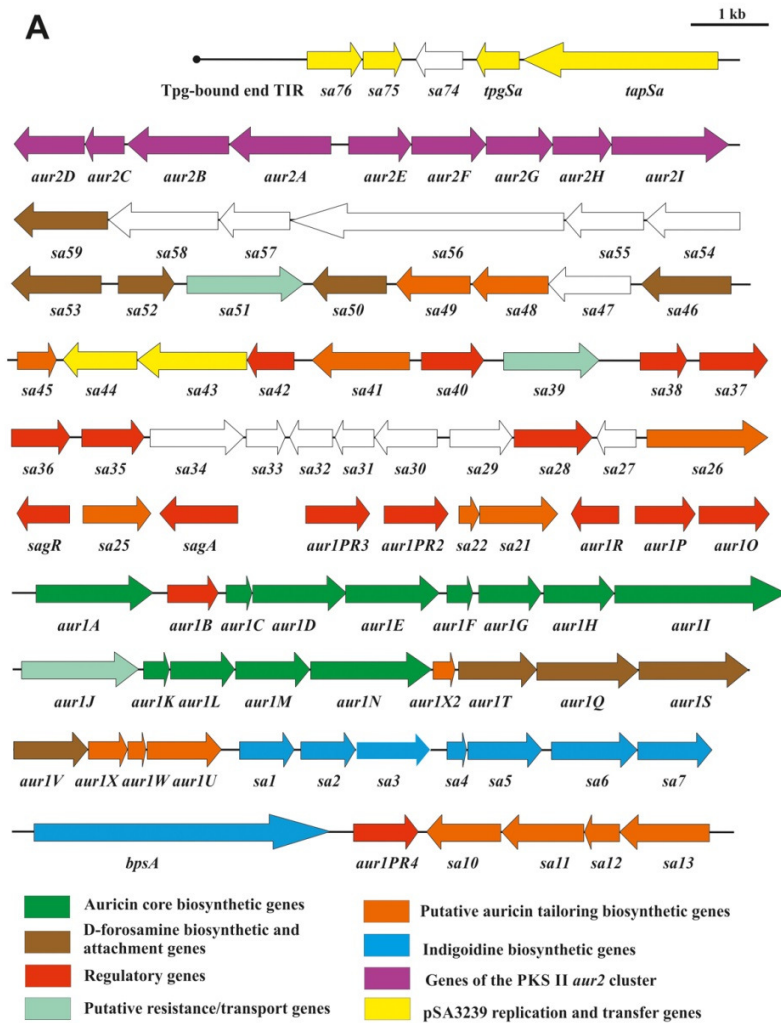 A
1 kb
Tpg-bound end TIR sa76 sa75 sa74 tpgSa tapSa
aur2D aur2C aur2B aur2A aur2E aur2F aur2G aur2H aur2I
sa59 sa58 sa57 sa56 sa55 sa54
sa53 sa52 sa51 sa50 sa49 sa48 sa47 sa46
sa45 sa44 sa43 sa42 sa41 sa40 sa39 sa38 sa37
sa36 sa35 sa34 sa33 sa32 sa31 sa30 sa29 sa28 sa27 sa26
sagR sa25 sagA aur1PR3 aur1PR2 sa22 sa21 aur1R aur1P aur1O
aur1A aur1B aur1C aur1D aur1E aur1F aur1G aur1H aur1I
aur1J aur1K aur1L aur1M aur1N aur1X2 aur1T aur1Q aur1S
aur1V aur1X aur1W aur1U sa1 sa2 sa3 sa4 sa5 sa6 sa7
bpsA aur1PR4 sa10 sa11 sa12 sa13
Auricin core biosynthetic genes
D-forosamine biosynthetic and
attachment genes
Regulatory genes
Putative resistance/transport genes
Putative auricin tailoring biosynthetic genes
Indigoidine biosynthetic genes
Genes of the PKS II aur2 cluster
pSA3239 replication and transfer genes